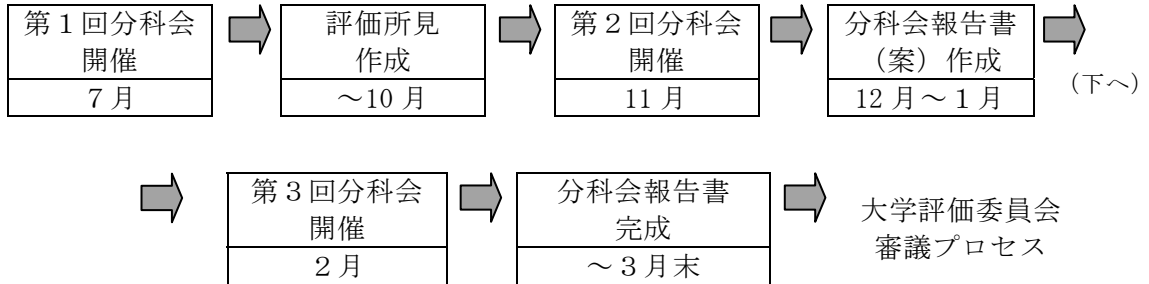 第１回分科会
開催
７月
評価所見
作成
～10 月
第２回分科会
開催
11 月
分科会報告書
（案）作成
12 月～１月
（下へ）
第３回分科会
開催
２月
分科会報告書
完成
～３月末
大学評価委員会
審議プロセス